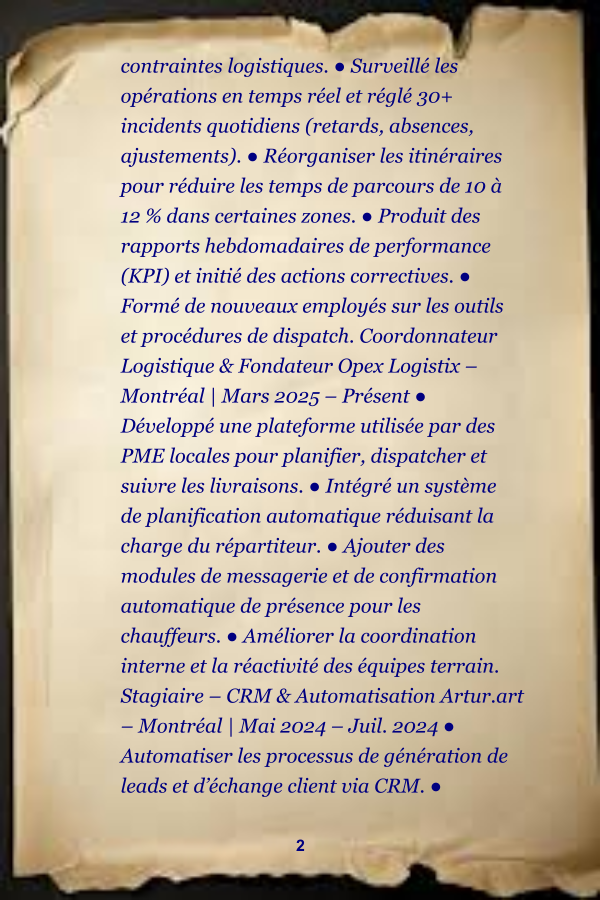 contraintes logistiques. ● Surveillé les
opérations en temps réel et réglé 30+
incidents quotidiens (retards, absences,
ajustements). ● Réorganiser les itinéraires
pour réduire les temps de parcours de 10 à
12 % dans certaines zones. ● Produit des
rapports hebdomadaires de performance
(KPI) et initié des actions correctives. ●
Formé de nouveaux employés sur les outils
et procédures de dispatch. Coordonnateur
Logistique & Fondateur Opex Logistix –
Montréal | Mars 2025 – Présent ●
Développé une plateforme utilisée par des
PME locales pour planifier, dispatcher et
suivre les livraisons. ● Intégré un système
de planification automatique réduisant la
charge du répartiteur. ● Ajouter des
modules de messagerie et de confirmation
automatique de présence pour les
chauffeurs. ● Améliorer la coordination
interne et la réactivité des équipes terrain.
Stagiaire – CRM & Automatisation Artur.art
– Montréal | Mai 2024 – Juil. 2024 ●
Automatiser les processus de génération de
leads et d’échange client via CRM. ●
2